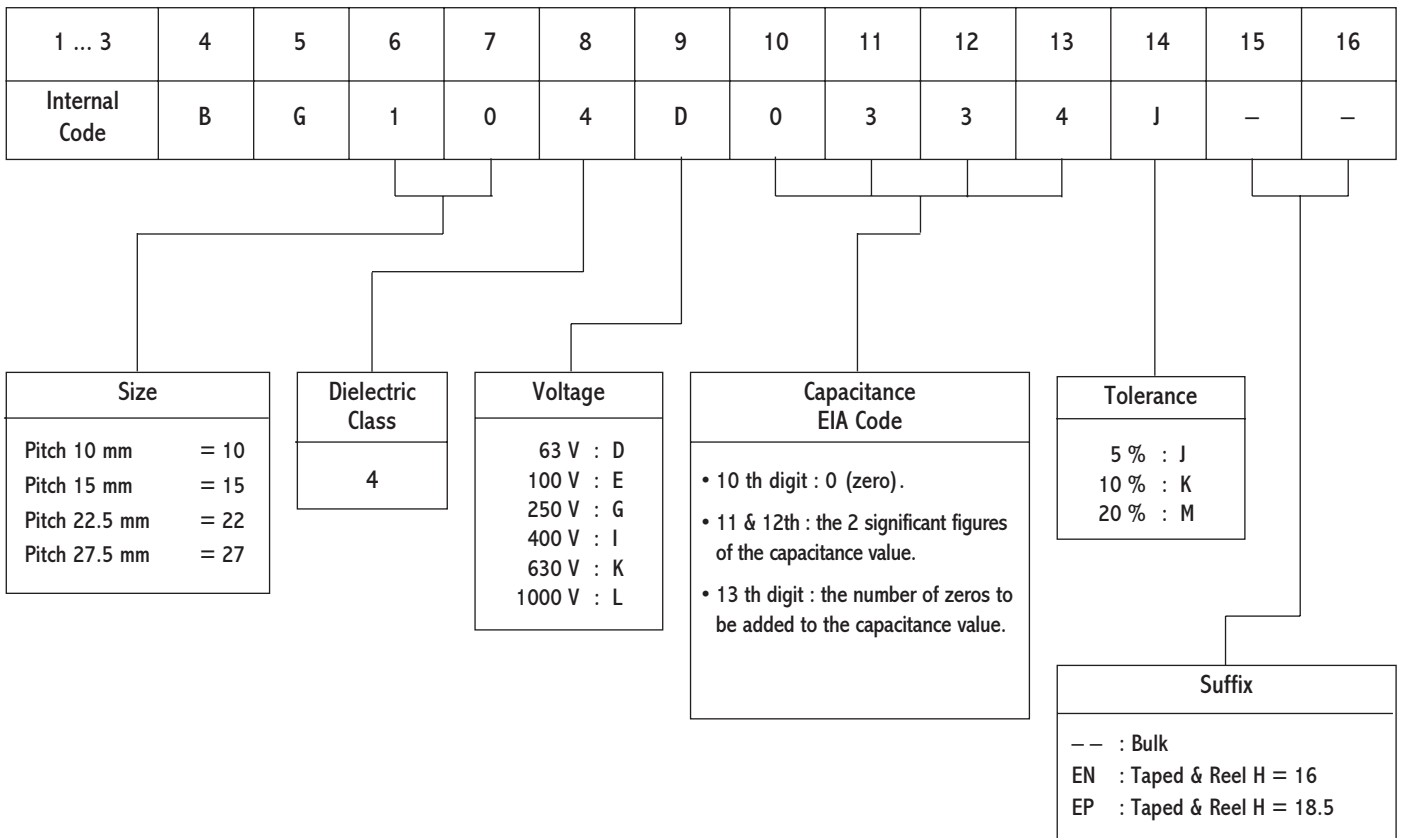 1 ... 3 4 5 6 7 8 9 10 11 12 13 14 15 16
Internal
Code
B G 1 0 4 D 0 3 3 4 J – –
Size
Pitch 10 mm = 10
Pitch 15 mm = 15
Pitch 22.5 mm = 22
Pitch 27.5 mm = 27
Dielectric
Class
4
Voltage
63 V : D
100 V : E
250 V : G
400 V : I
630 V : K
1000 V : L
Capacitance
EIA Code
• 10 th digit : 0 (zero).
• 11 & 12th : the 2 significant figures
of the capacitance value.
• 13 th digit : the number of zeros to
be added to the capacitance value.
Tolerance
5 % : J
10 % : K
20 % : M
Suffix
– – : Bulk
EN : Taped & Reel H = 16
EP : Taped & Reel H = 18.5